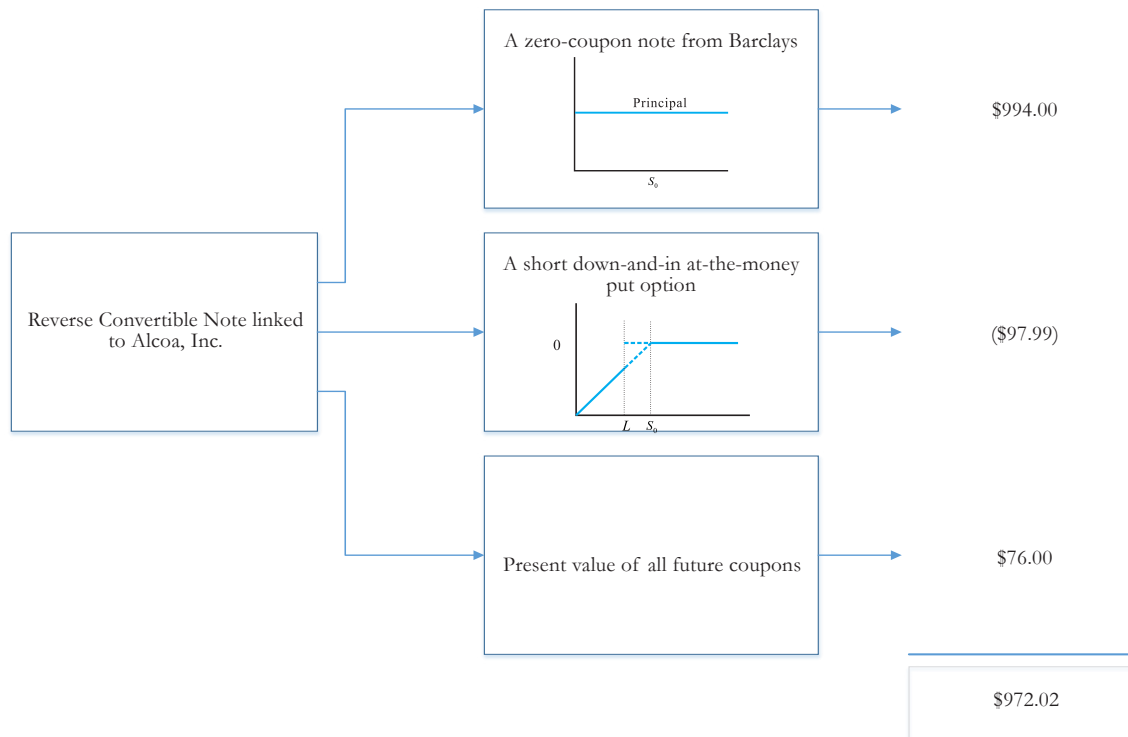 A zero-coupon note from Barclays
Principal
S₀
$994.00
Reverse Convertible Note linked
to Alcoa, Inc.
A short down-and-in at-the-money
put option
0
L S₀
($97.99)
Present value of all future coupons
$76.00
$972.02